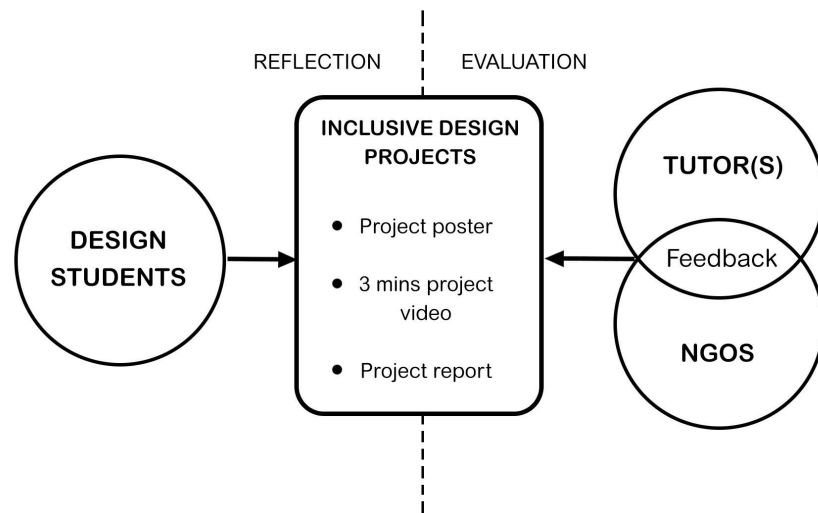 REFLECTION
EVALUATION
INCLUSIVE DESIGN
PROJECTS
DESIGN
STUDENTS
● Project poster
● 3 mins project
video
● Project report
TUTOR(S)
Feedback
NGOS